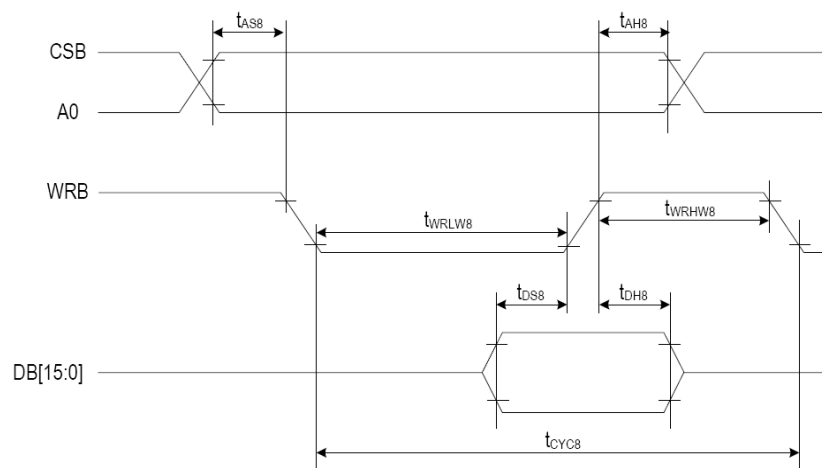 tAS8
tAH8
CSB
A0
WRB
tWRLW8
tWRHW8
tDS8
tDH8
DB[15:0]
tCYC8